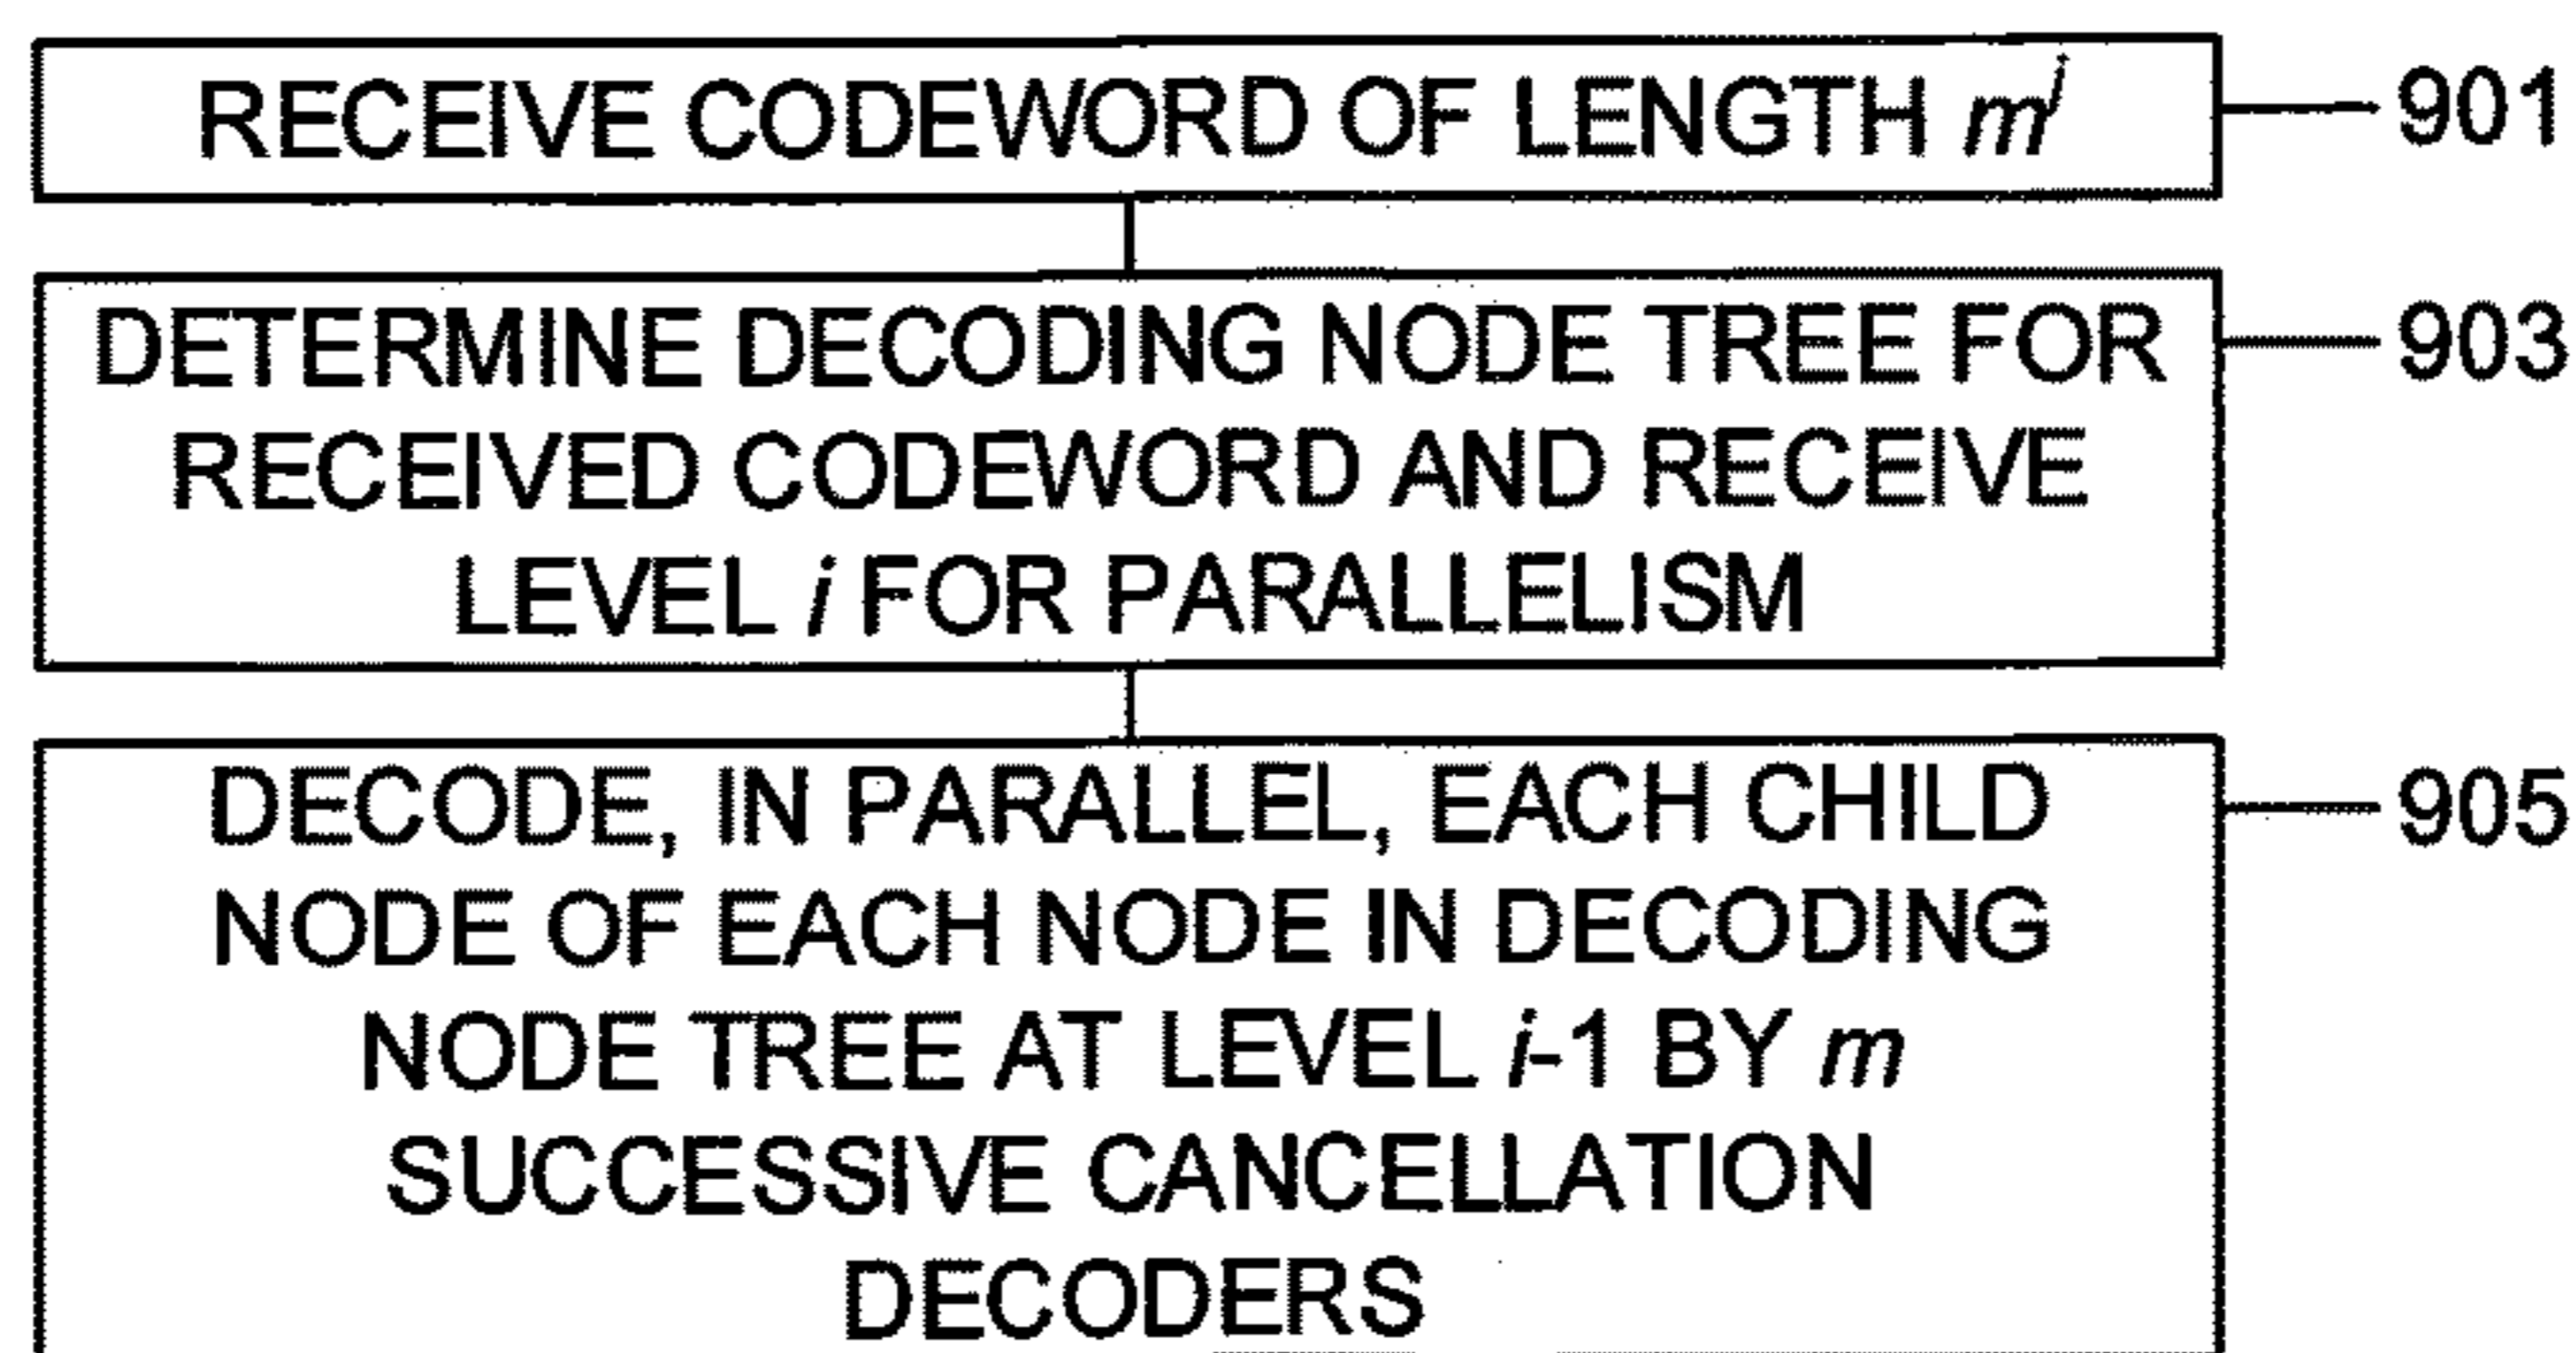 RECEIVE CODEWORD OF LENGTH mʲ
901
DETERMINE DECODING NODE TREE FOR
903
RECEIVED CODEWORD AND RECEIVE
LEVEL i FOR PARALLELISM
DECODE, IN PARALLEL, EACH CHILD
905
NODE OF EACH NODE IN DECODING
NODE TREE AT LEVEL i-1 BY m
SUCCESSIVE CANCELLATION
DECODERS